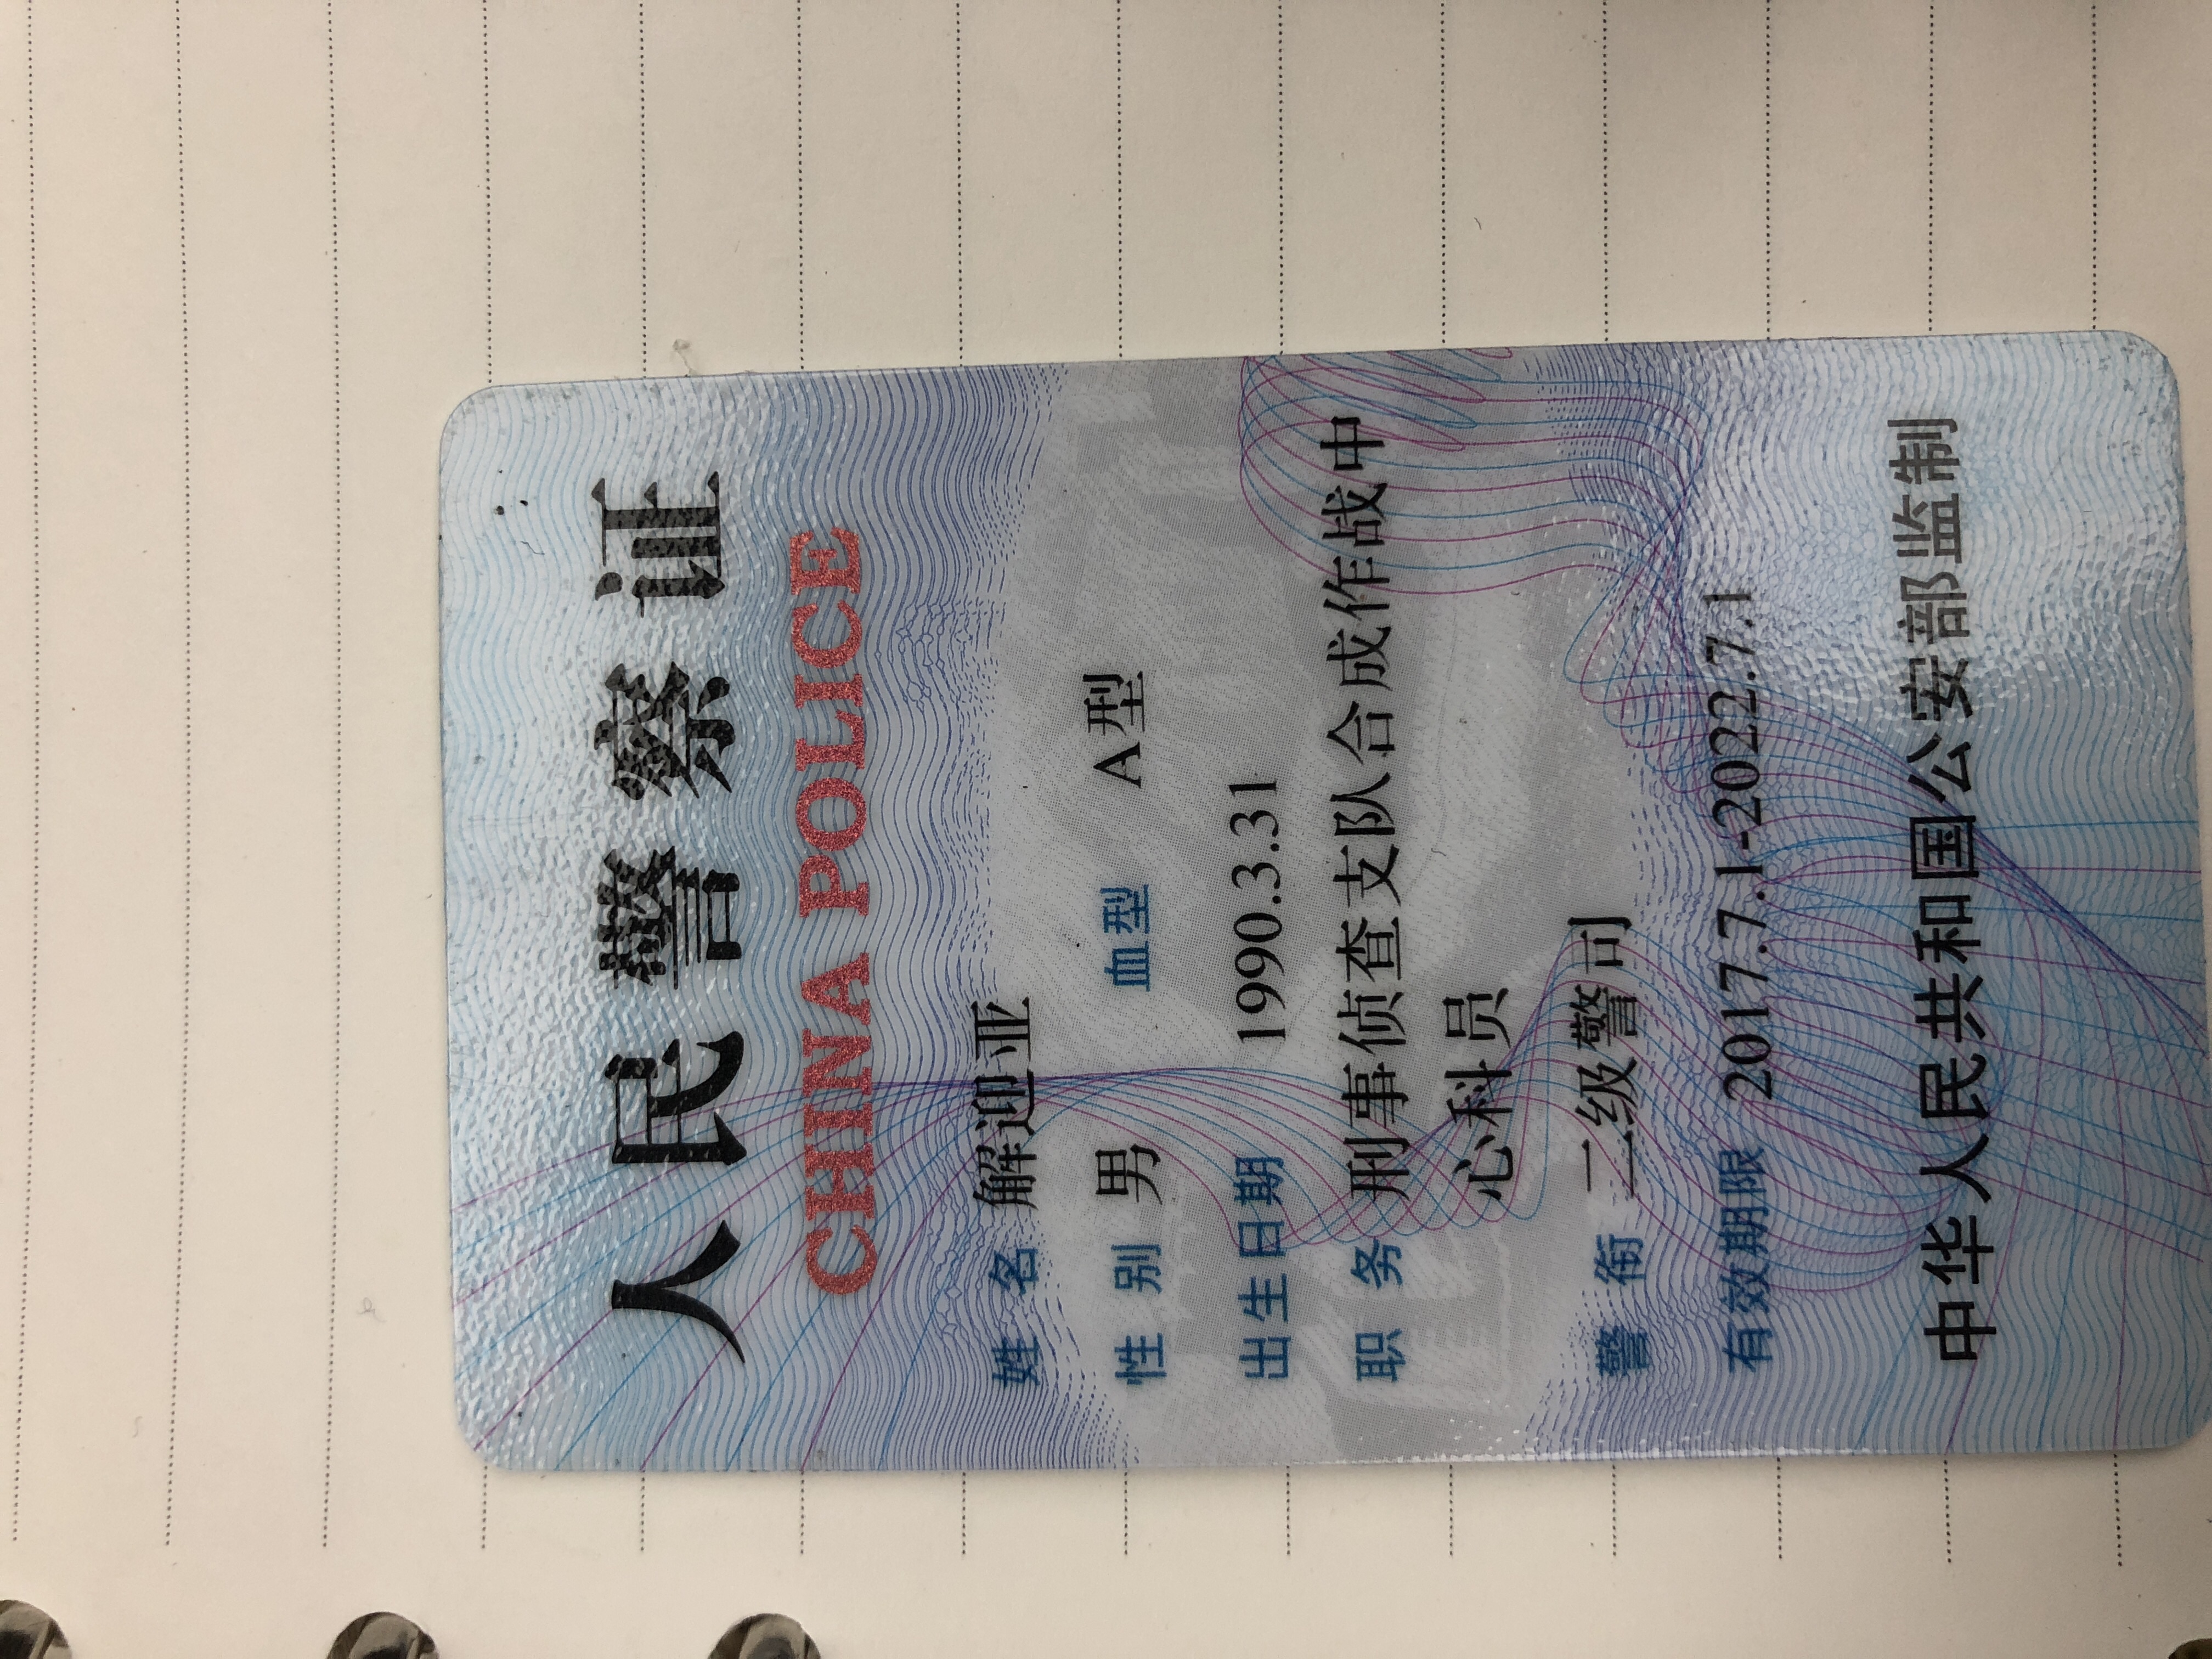 人民警察证
CHINA POLICE
姓 名 解迎亚
性 别 男 血型 A型
出生日期 1990.3.31
职 务 刑事侦查支队合成作战中
心科员
警 衔 二级警司
有效期限 2017.7.1-2022.7.1
中华人民共和国公安部监制